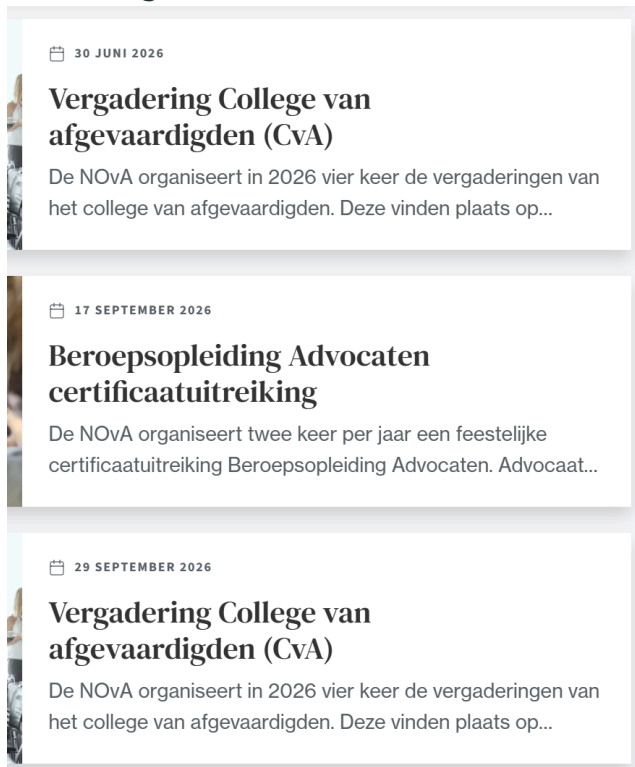 30 JUNI 2026
Vergadering College van
afgevaardigden (CvA)
De NOvA organiseert in 2026 vier keer de vergaderingen van
het college van afgevaardigden. Deze vinden plaats op...
17 SEPTEMBER 2026
Beroepsopleiding Advocaten
certificaatuitreiking
De NOvA organiseert twee keer per jaar een feestelijke
certificaatuitreiking Beroepsopleiding Advocaten. Advocaat...
29 SEPTEMBER 2026
Vergadering College van
afgevaardigden (CvA)
De NOvA organiseert in 2026 vier keer de vergaderingen van
het college van afgevaardigden. Deze vinden plaats op...